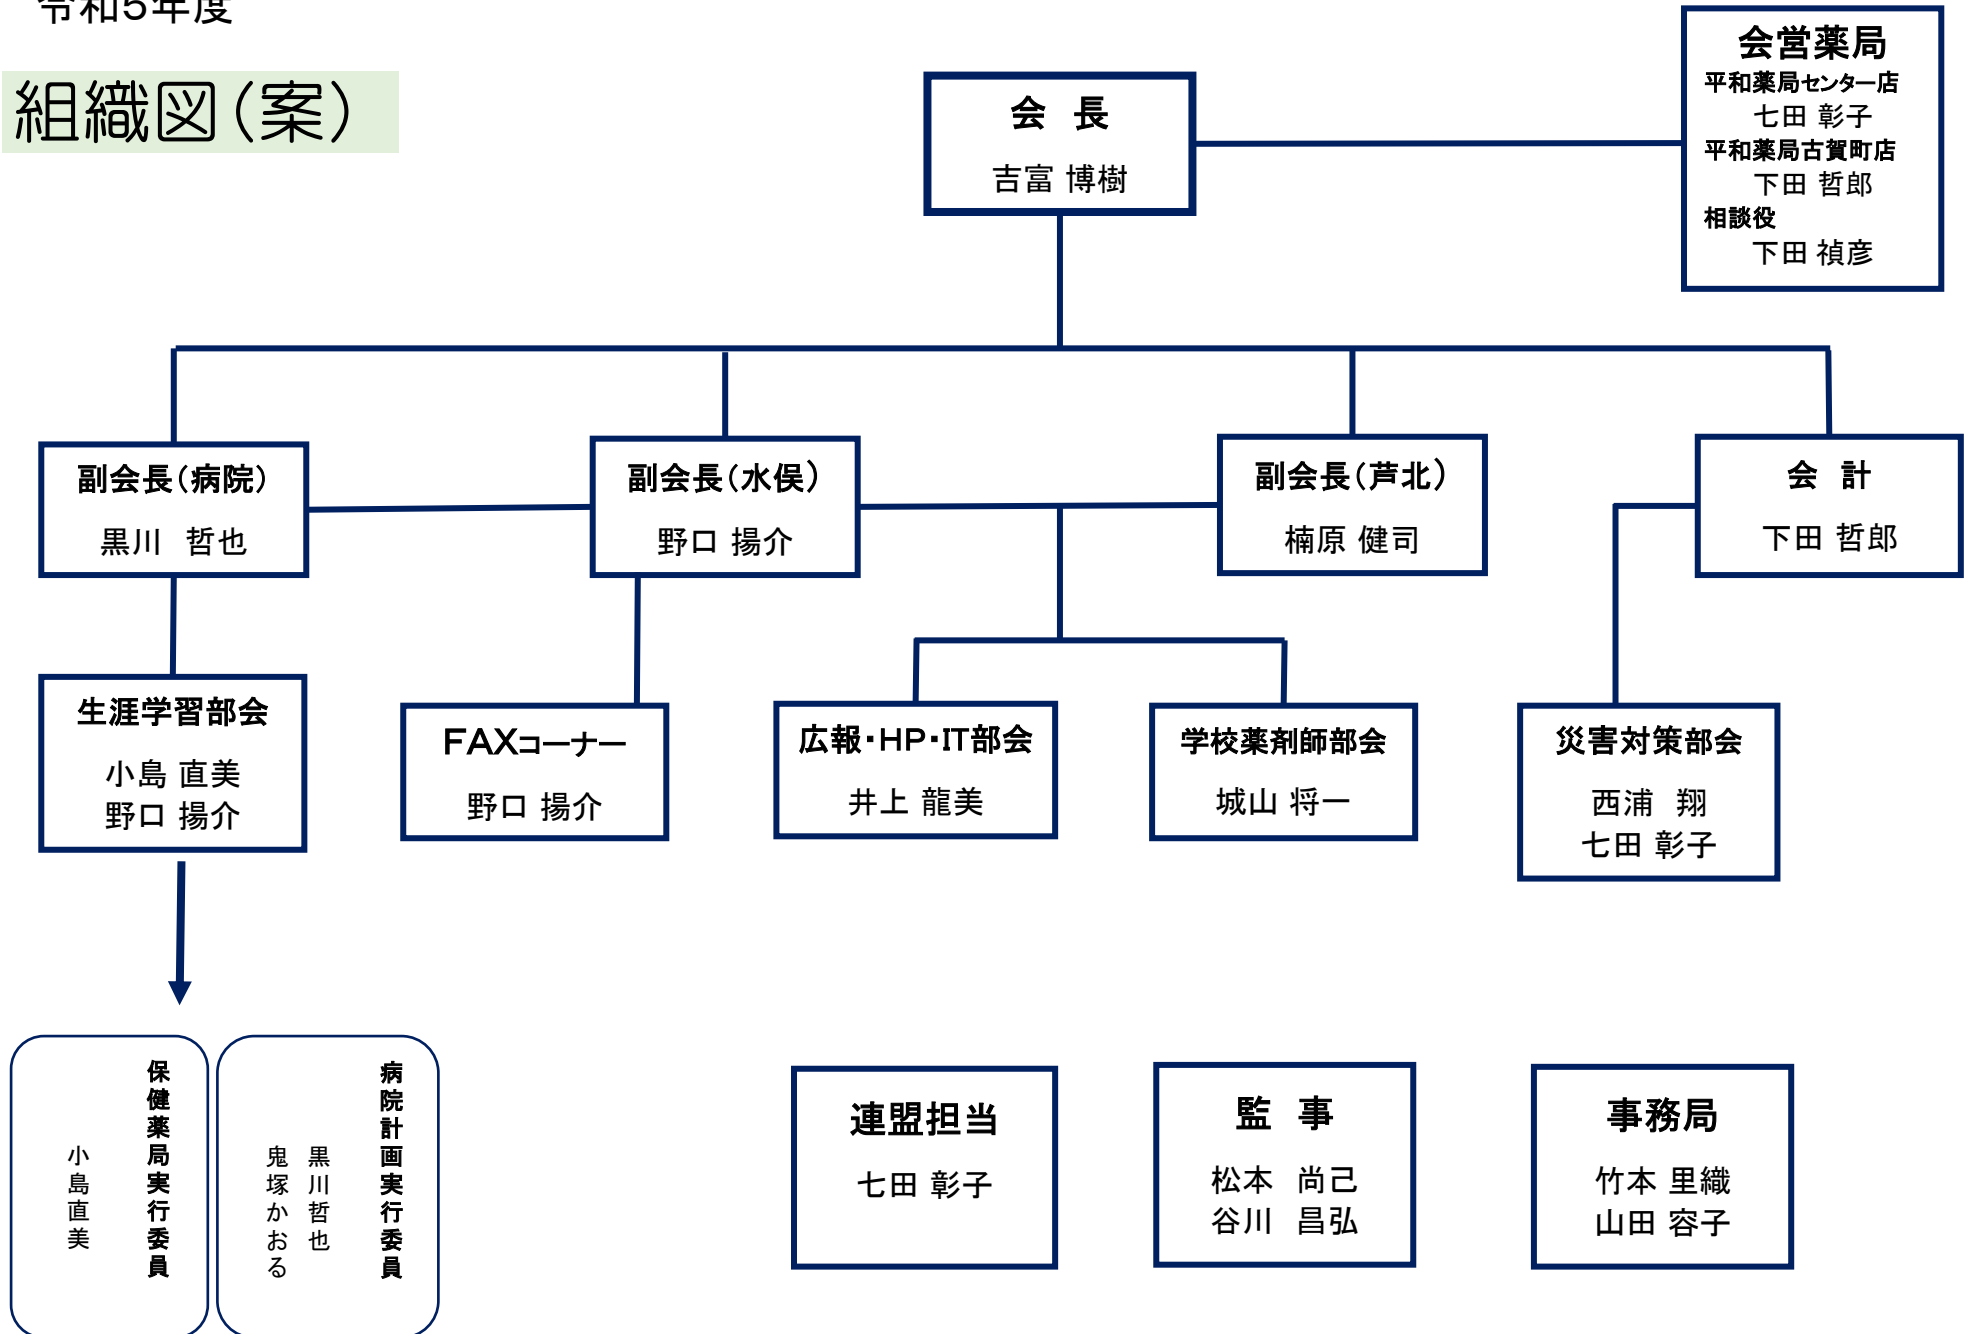 令和5年度
組織図（案）
会　長
吉富 博樹
会営薬局
平和薬局センター店
七田 彰子
平和薬局古賀町店
下田 哲郎
相談役
下田 禎彦
副会長（病院）
黒川　哲也
副会長（水俣）
野口 揚介
副会長（芦北）
楠原 健司
会　計
下田 哲郎
生涯学習部会
小島 直美
野口 揚介
FAXコーナー
野口 揚介
広報・HP・IT部会
井上 龍美
学校薬剤師部会
城山 将一
災害対策部会
西浦　翔
七田 彰子
保健薬局実行委員
小島直美
病院計画実行委員
黒川哲也
鬼塚かおる
連盟担当
七田 彰子
監　事
松本　尚己
谷川　昌弘
事務局
竹本 里織
山田 容子